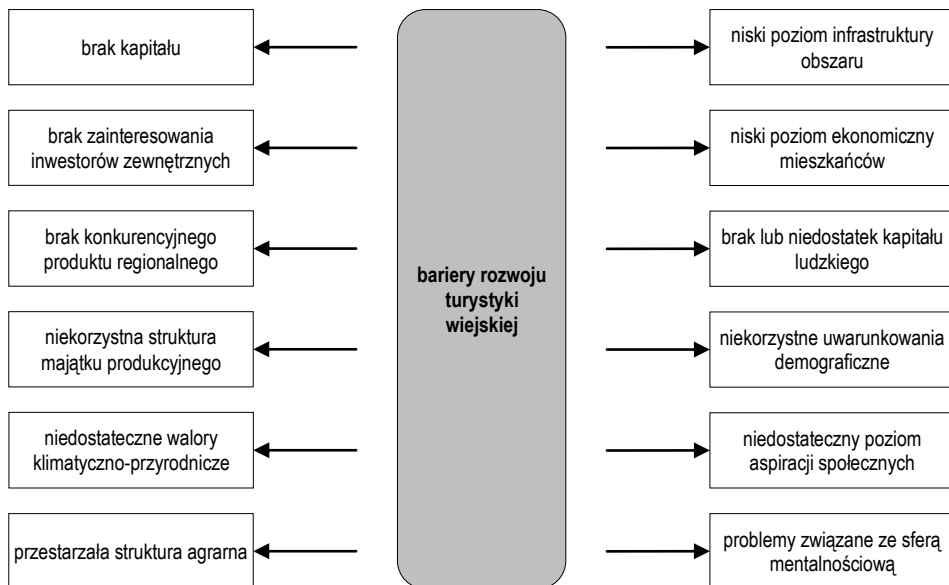 brak kapitału
brak zainteresowania
inwestorów zewnętrznych
brak konkurencyjnego
produktu regionalnego
niekorzystna struktura
majątku produkcyjnego
niedostateczne walory
klimatyczno-przyrodnicze
przestarzała struktura agrarna
bariery rozwoju
turystyki
wiejskiej
niski poziom infrastruktury
obszaru
niski poziom ekonomiczny
mieszkańców
brak lub niedostatek kapitału
ludzkiego
niekorzystne uwarunkowania
demograficzne
niedostateczny poziom
aspiracji społecznych
problemy związane ze sferą
mentalnościową